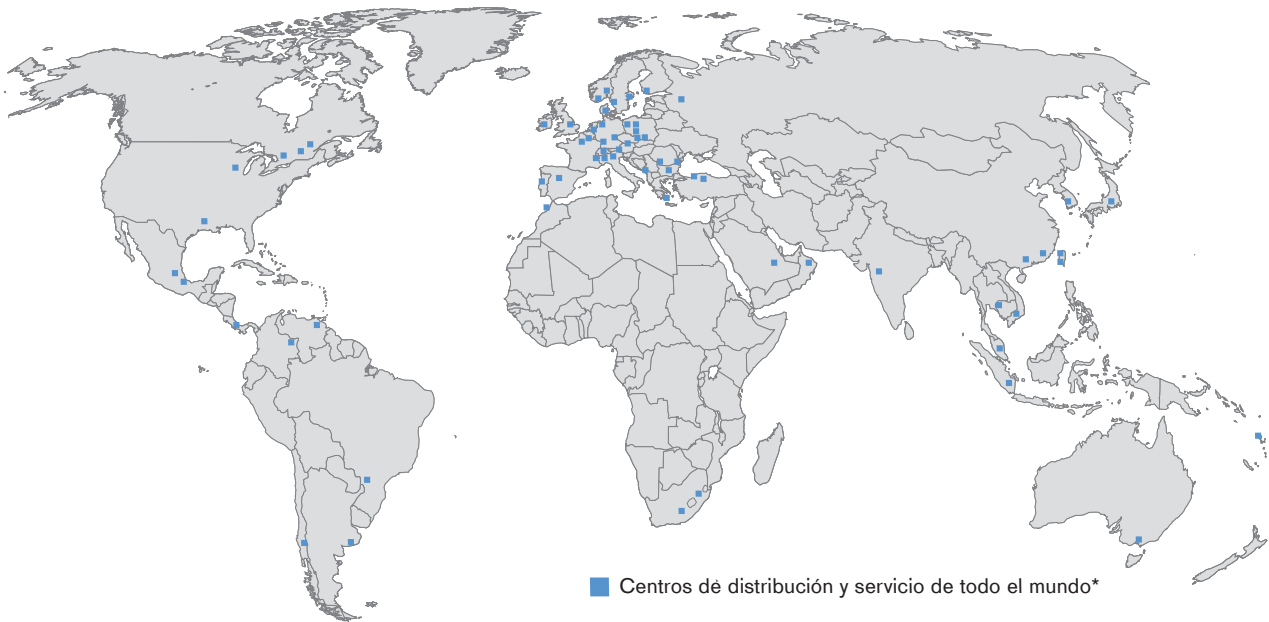 Centros de distribución y servicio de todo el mundo*